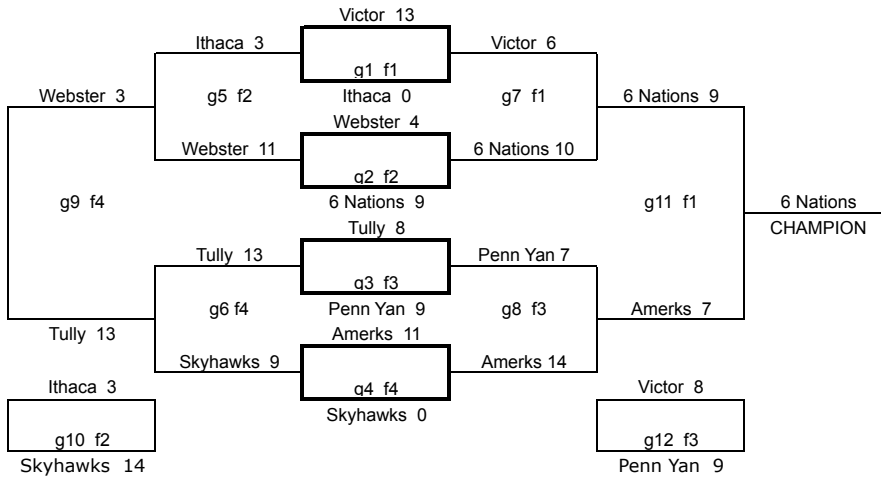 Victor 13
Ithaca 3
Victor 6
g1 f1
Webster 3
g5 f2
Ithaca 0
g7 f1
6 Nations 9
Webster 4
Webster 11
6 Nations 10
g2 f2
g9 f4
6 Nations 9
g11 f1
6 Nations
Tully 8
CHAMPION
Tully 13
Penn Yan 7
g3 f3
g6 f4
Penn Yan 9
g8 f3
Amerks 7
Tully 13
Amerks 11
Skyhawks 9
Amerks 14
g4 f4
Ithaca 3
Victor 8
Skyhawks 0
g10 f2
g12 f3
Skyhawks 14
Penn Yan 9